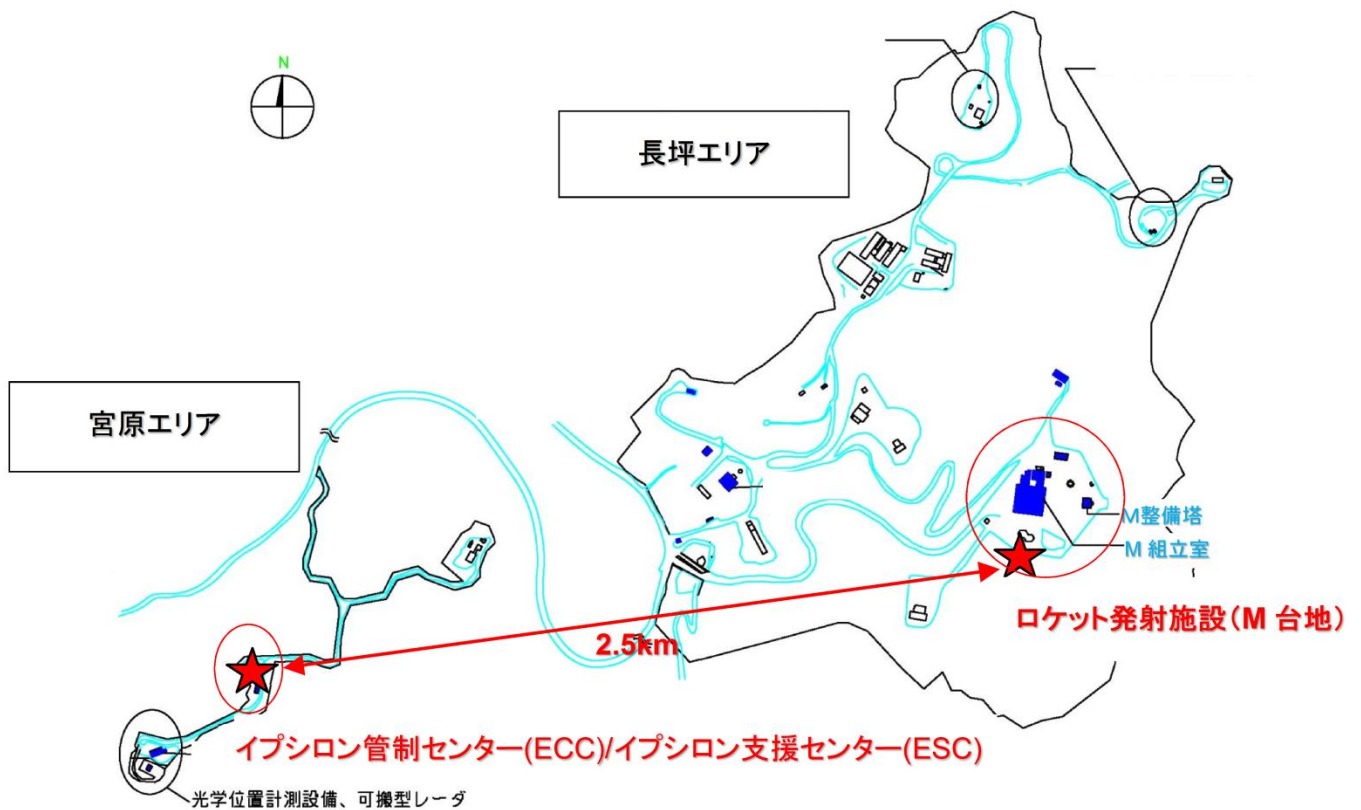 N
長坪エリア
宮原エリア
M整備塔
M 組立室
ロケット発射施設(M 台地)
2.5km
イプシロン管制センター(ECC)/イプシロン支援センター(ESC)
光学位置計測設備、可搬型レーダ